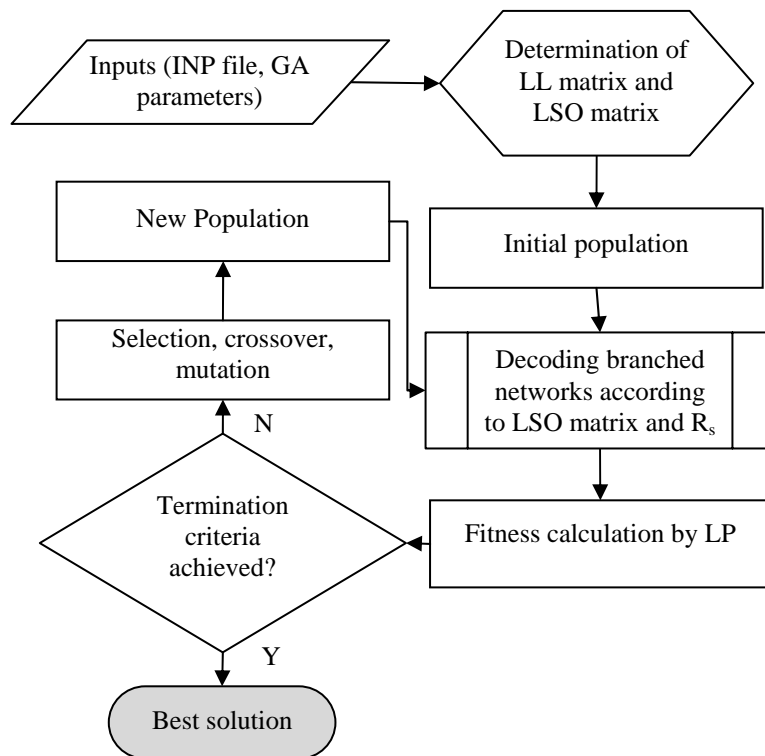 Inputs (INP file, GA
parameters)
Determination of
LL matrix and
LSO matrix
New Population
Initial population
Selection, crossover,
mutation
Decoding branched
networks according
to LSO matrix and Rₛ
N
Termination
criteria
achieved?
Fitness calculation by LP
Y
Best solution